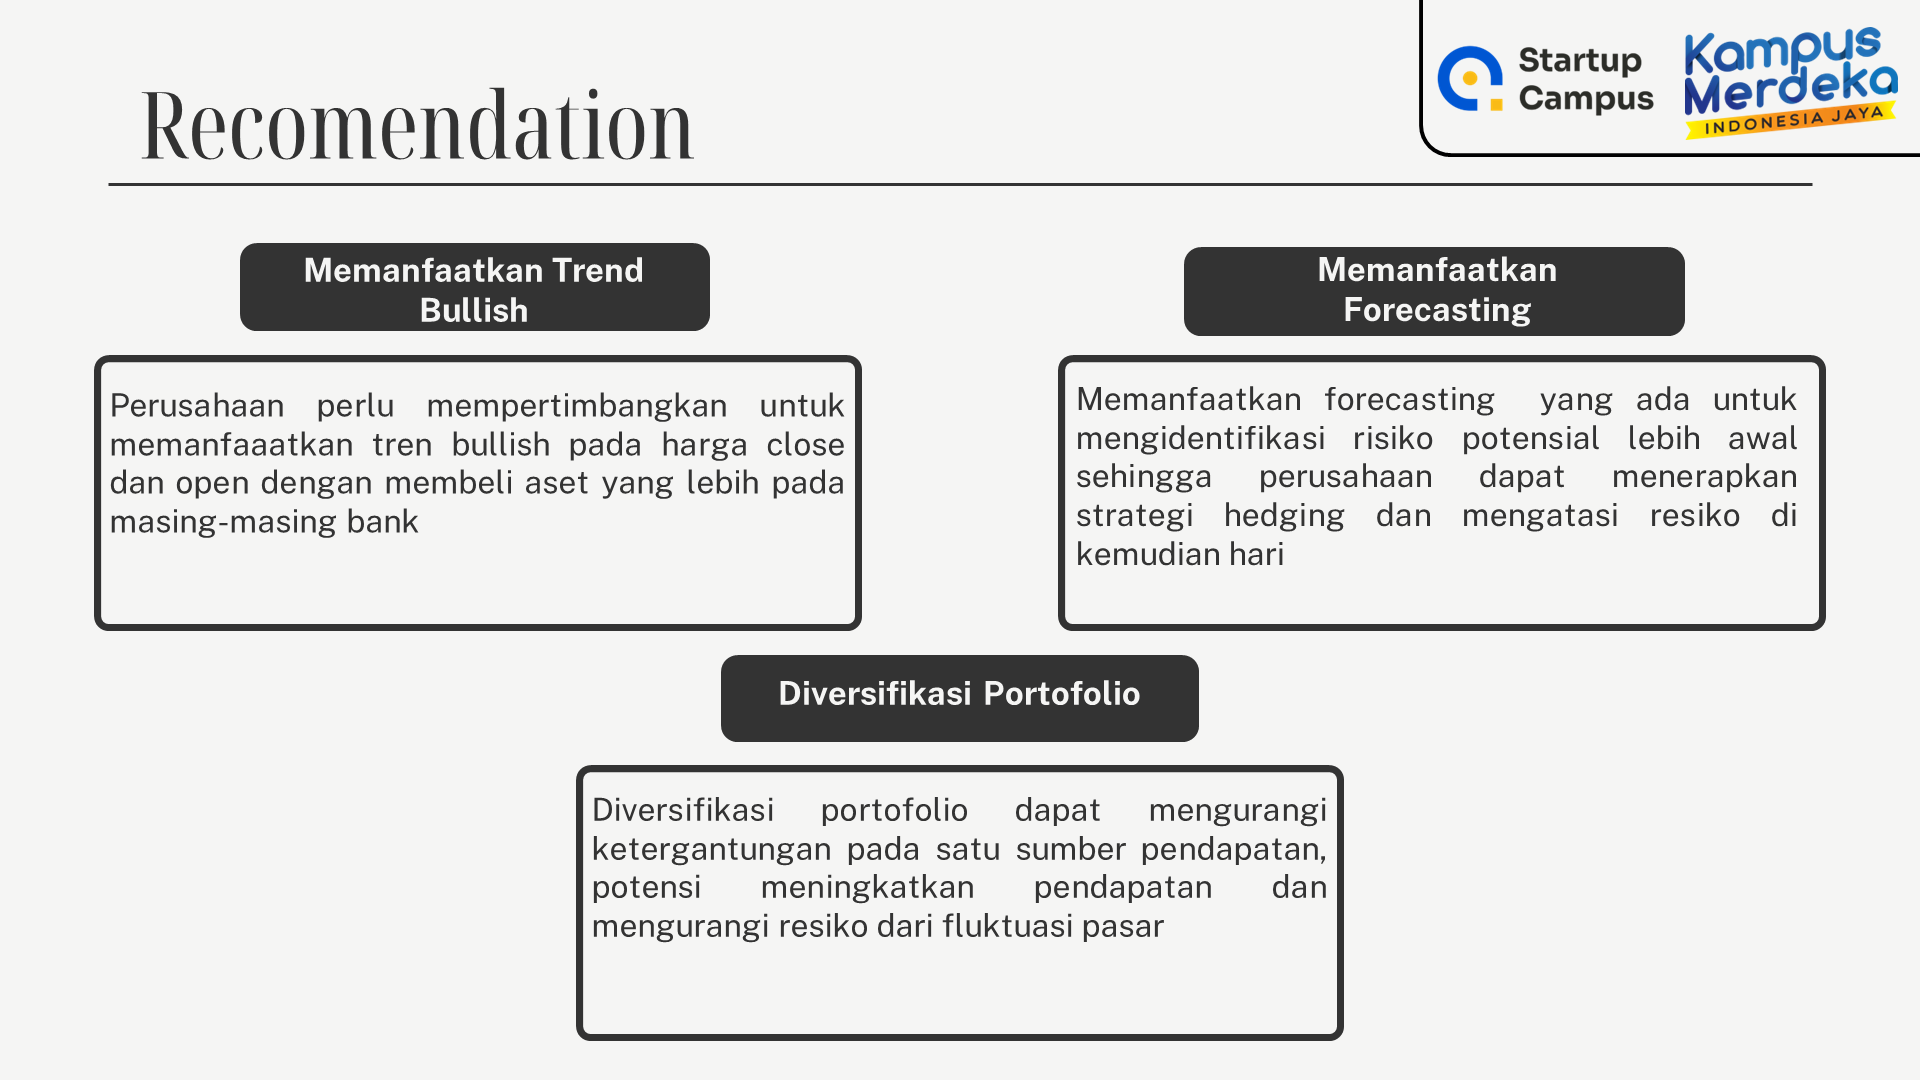 Recomendation
Startup
Campus
Kampus
Merdeka
INDONESIA JAYA
Memanfaatkan Trend
Bullish
Perusahaan perlu mempertimbangkan untuk
memanfaaatkan tren bullish pada harga close
dan open dengan membeli aset yang lebih pada
masing-masing bank
Memanfaatkan
Forecasting
Memanfaatkan forecasting yang ada untuk
mengidentifikasi risiko potensial lebih awal
sehingga perusahaan dapat menerapkan
strategi hedging dan mengatasi resiko di
kemudian hari
Diversifikasi Portofolio
Diversifikasi portofolio dapat mengurangi
ketergantungan pada satu sumber pendapatan,
potensi meningkatkan pendapatan dan
mengurangi resiko dari fluktuasi pasar